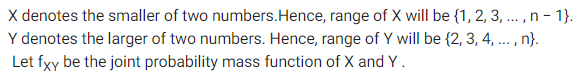 X denotes the smaller of two numbers.Hence, range of X will be {1, 2, 3, ... , n − 1}.
Y denotes the larger of two numbers. Hence, range of Y will be {2, 3, 4, ... , n}.
Let fXY be the joint probability mass function of X and Y .